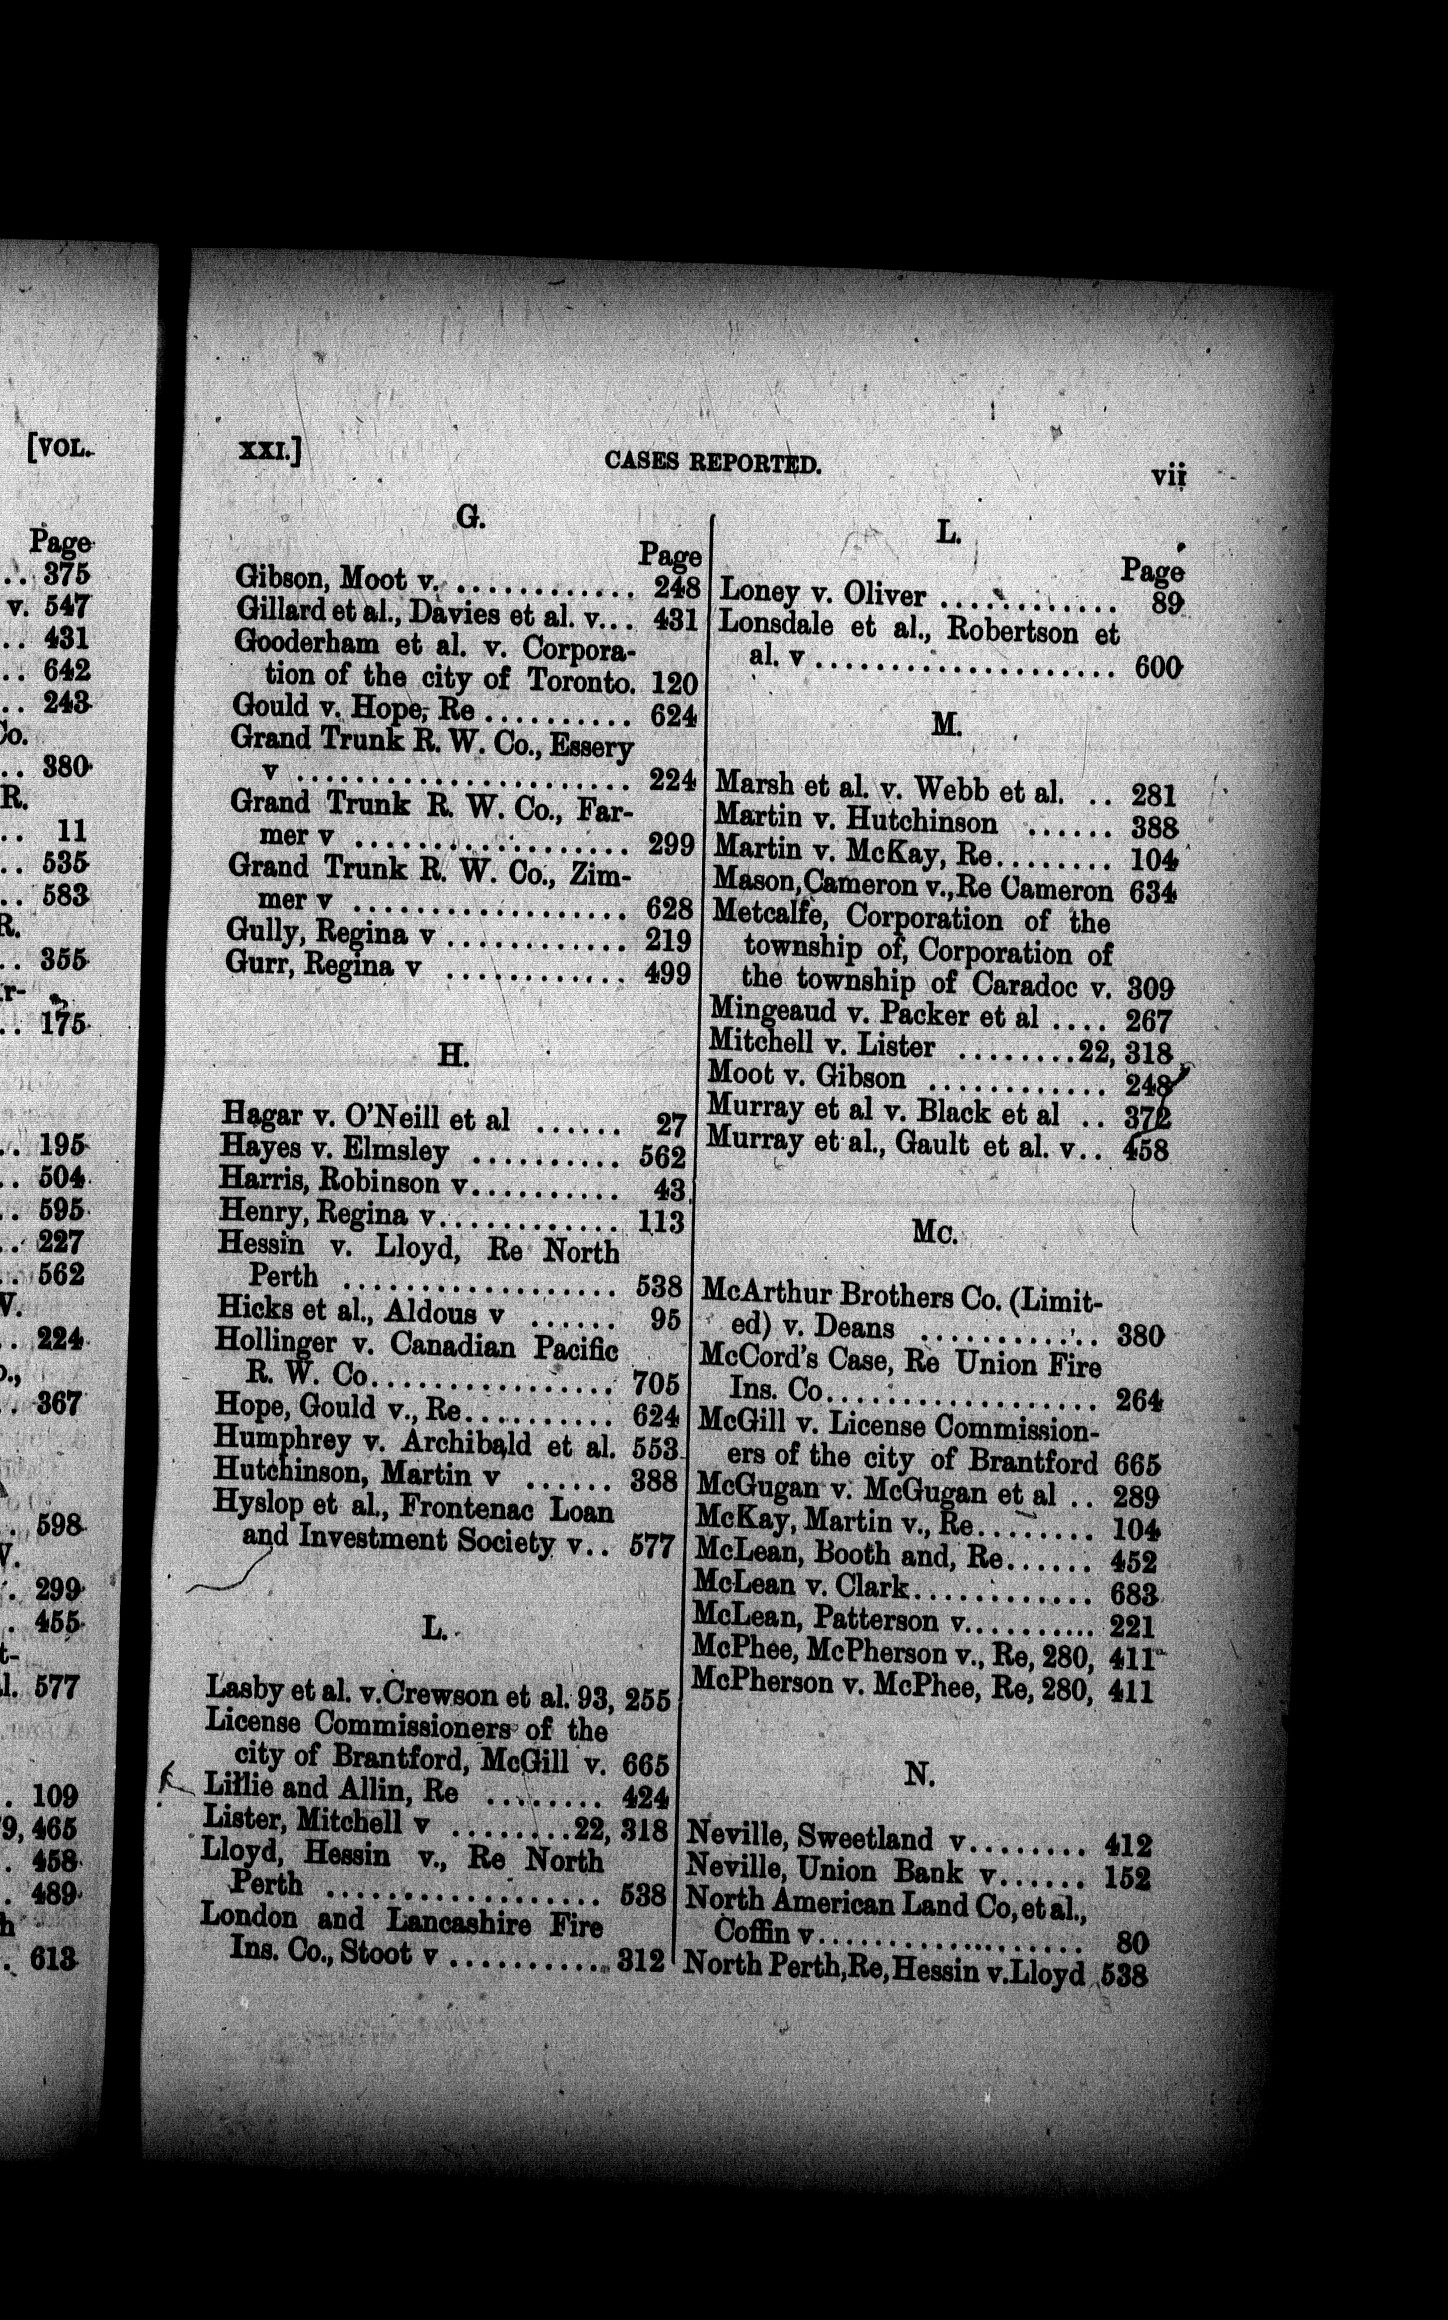 [VOL.
Page
.. 375
v. 547
.. 431
.. 642
.. 243
Co.
.. 380
R.
.. 11
.. 535
.. 583
R.
.. 355
r-
.. 175
.. 195
.. 504
.. 595
.. 227
.. 562
W.
.. 224
o.,
.. 367
. 598
W.
. 299
. 455
t-
l. 577
. 109
9, 465
. 458
. 489
h
. 613
XXI.] CASES REPORTED. vii
G.
Page
Gibson, Moot v. ............ 248
Gillard et al., Davies et al. v... 431
Gooderham et al. v. Corpora-
tion of the city of Toronto. 120
Gould v. Hope, Re .......... 624
Grand Trunk R. W. Co., Essery
v ...................... 224
Grand Trunk R. W. Co., Far-
mer v .................. 299
Grand Trunk R. W. Co., Zim-
mer v .................. 628
Gully, Regina v ............ 219
Gurr, Regina v ............ 499
H.
Hagar v. O'Neill et al ...... 27
Hayes v. Elmsley .......... 562
Harris, Robinson v.......... 43
Henry, Regina v............ 113
Hessin v. Lloyd, Re North
Perth .................. 538
Hicks et al., Aldous v ...... 95
Hollinger v. Canadian Pacific
R. W. Co................ 705
Hope, Gould v., Re.......... 624
Humphrey v. Archibald et al. 553
Hutchinson, Martin v ...... 388
Hyslop et al., Frontenac Loan
and Investment Society v.. 577
L.
Lasby et al. v.Crewson et al. 93, 255
License Commissioners of the
city of Brantford, McGill v. 665
Lillie and Allin, Re ........ 424
Lister, Mitchell v ........22, 318
Lloyd, Hessin v., Re North
Perth .................. 538
London and Lancashire Fire
Ins. Co., Stoot v ........... 312
L.
Page
Loney v. Oliver ............ 89
Lonsdale et al., Robertson et
al. v .................... 600
M.
Marsh et al. v. Webb et al. .. 281
Martin v. Hutchinson ...... 388
Martin v. McKay, Re........ 104
Mason, Cameron v.,Re Cameron 634
Metcalfe, Corporation of the
township of, Corporation of
the township of Caradoc v. 309
Mingeaud v. Packer et al .... 267
Mitchell v. Lister ........22, 318
Moot v. Gibson ............ 248
Murray et al v. Black et al .. 372
Murray et al., Gault et al. v.. 458
Mc.
McArthur Brothers Co. (Limit-
ed) v. Deans ............ 380
McCord's Case, Re Union Fire
Ins. Co.................. 264
McGill v. License Commission-
ers of the city of Brantford 665
McGugan v. McGugan et al .. 289
McKay, Martin v., Re........ 104
McLean, Booth and, Re...... 452
McLean v. Clark............ 683
McLean, Patterson v.......... 221
McPhee, McPherson v., Re, 280, 411
McPherson v. McPhee, Re, 280, 411
N.
Neville, Sweetland v........ 412
Neville, Union Bank v...... 152
North American Land Co, et al.,
Coffin v.................. 80
North Perth, Re, Hessin v.Lloyd 538